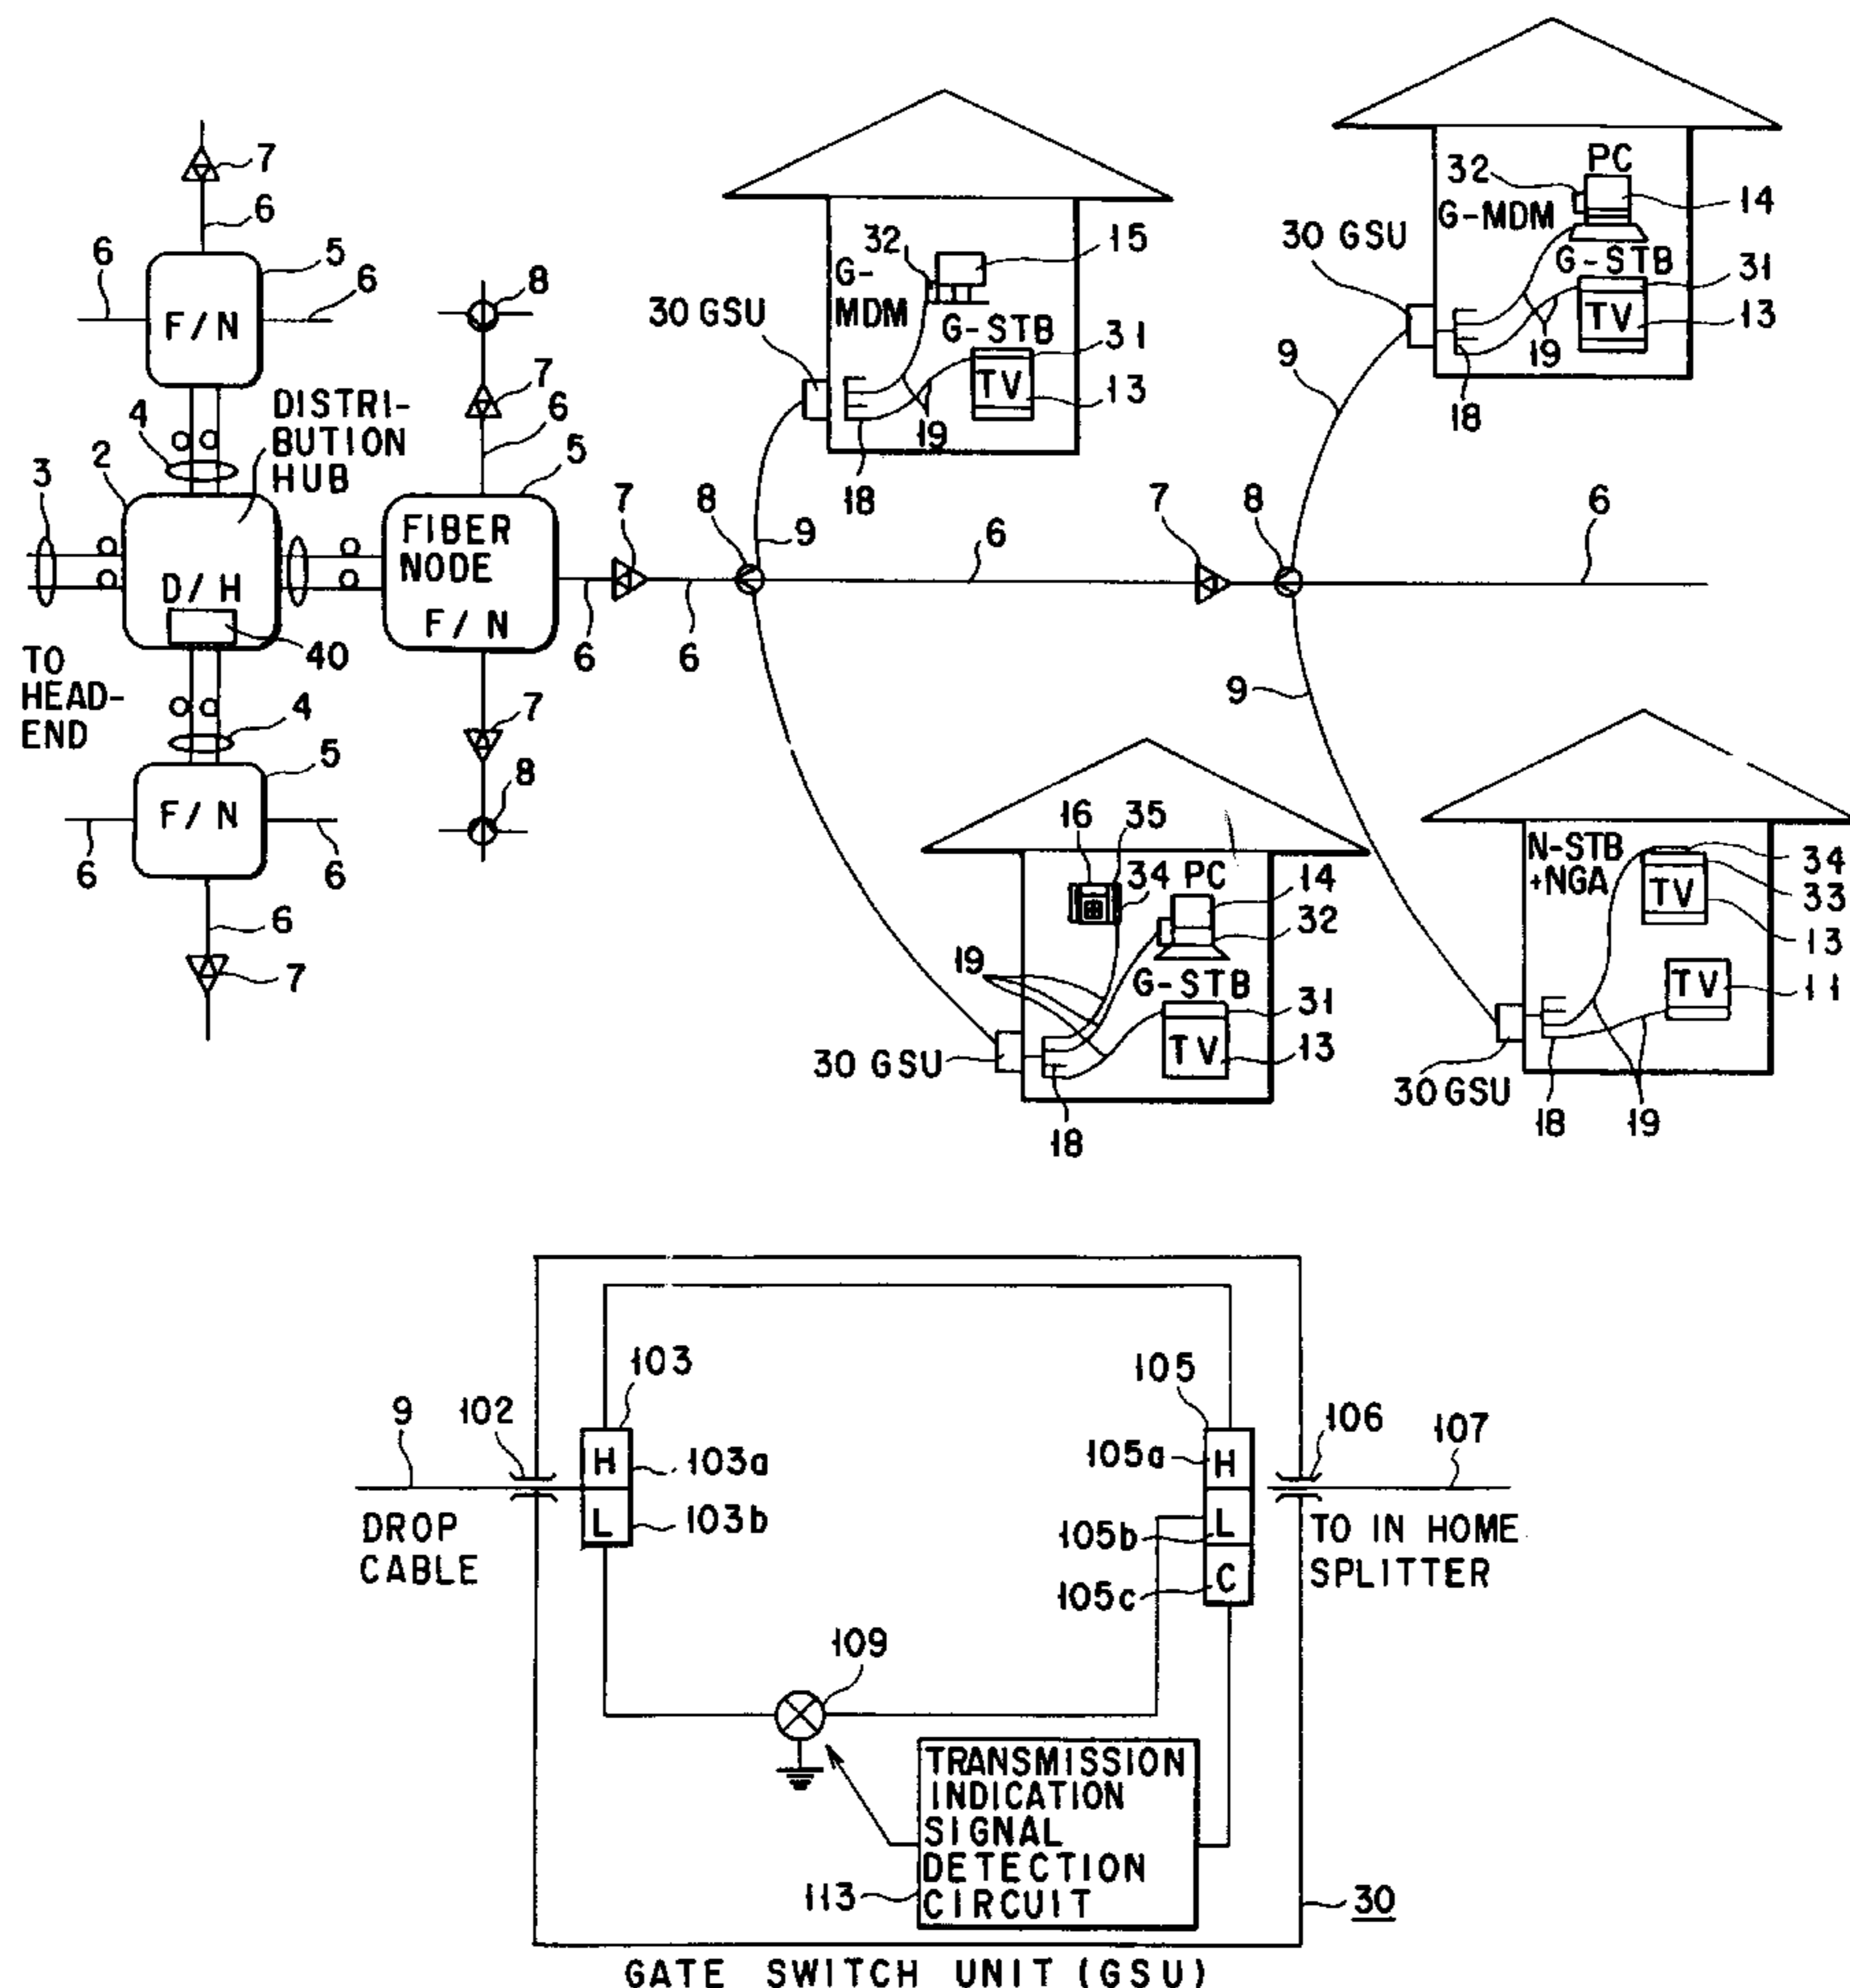 7
6
6
5
6
F/N
4
DISTRI-
BUTION
HUB
3
2
D/H
40
TO
HEAD-
END
4
5
F/N
6
6
6
7
8
7
6
5
FIBER
NODE
F/N
7
8
7
6
6
8
9
6
7
8
6
9
9
30 GSU
32
G-
MDM
15
G-STB
31
TV
13
19
18
PC
32
G-MDM
14
30 GSU
G-STB
31
TV
13
19
18
16
35
34
PC
14
32
19
G-STB
31
TV
13
30 GSU
18
N-STB
+NGA
34
33
TV
13
TV
11
30 GSU
18
19
103
105
9
102
H
103a
L
103b
105a
H
105b
L
105c
C
106
107
DROP
CABLE
TO IN HOME
SPLITTER
109
TRANSMISSION
INDICATION
SIGNAL
DETECTION
CIRCUIT
113
30
GATE SWITCH UNIT (GSU)